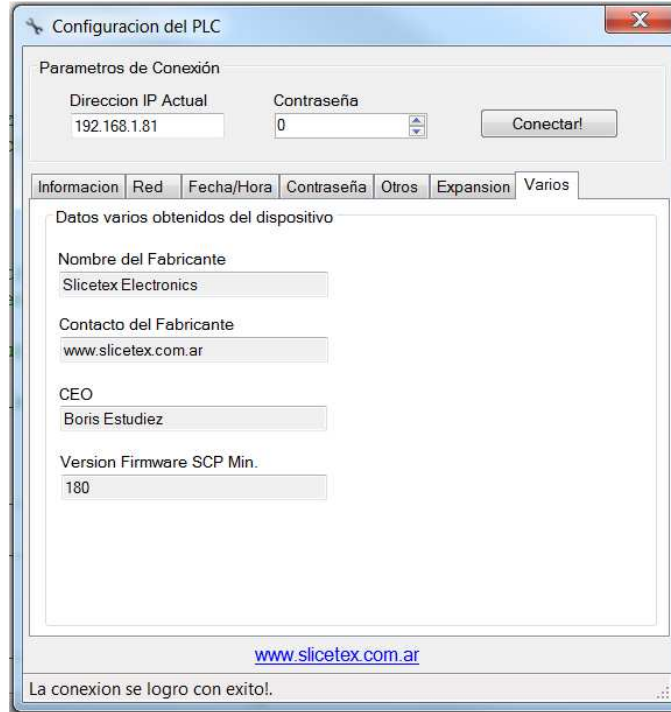 Configuracion del PLC
Parametros de Conexión
Direccion IP Actual Contraseña
192.168.1.81 0 Conectar!
Informacion Red Fecha/Hora Contraseña Otros Expansion Varios
Datos varios obtenidos del dispositivo
Nombre del Fabricante
Slicetex Electronics
Contacto del Fabricante
www.slicetex.com.ar
CEO
Boris Estudiez
Version Firmware SCP Min.
180
www.slicetex.com.ar
La conexion se logro con exito!.